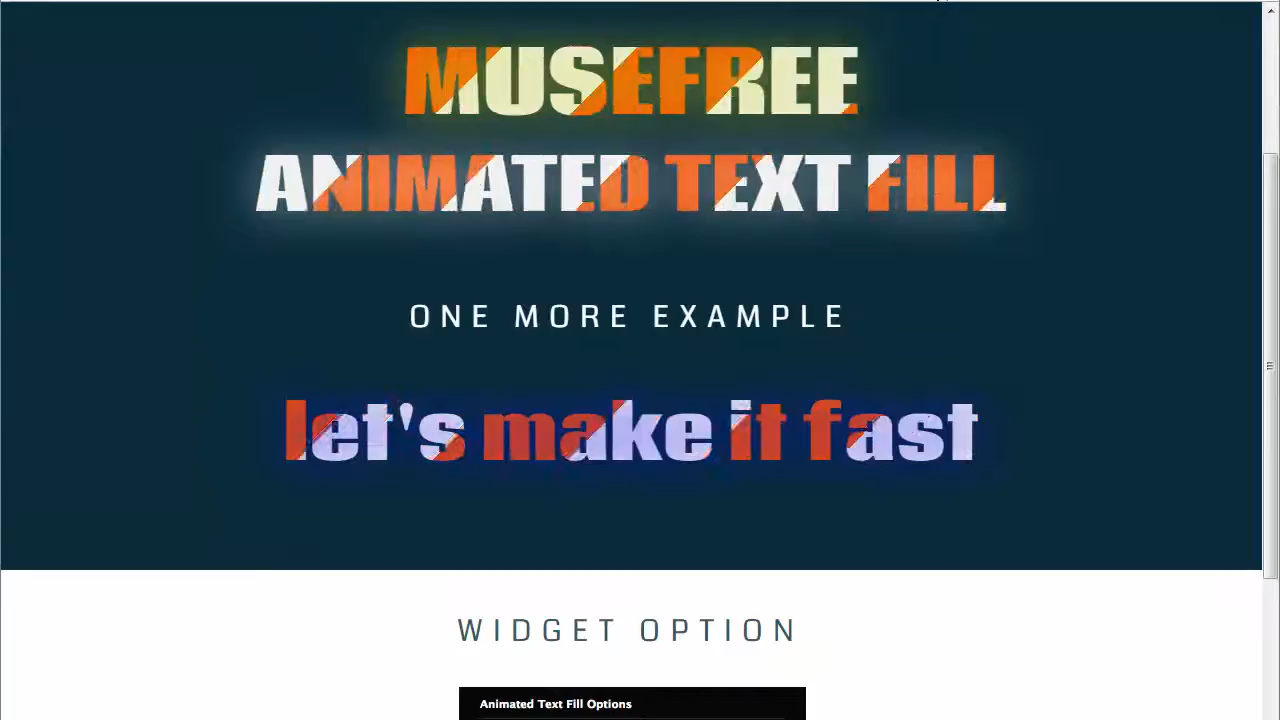 MUSEFREE
ANIMATED TEXT FILL
ONE MORE EXAMPLE
let's make it fast
WIDGET OPTION
Animated Text Fill Options